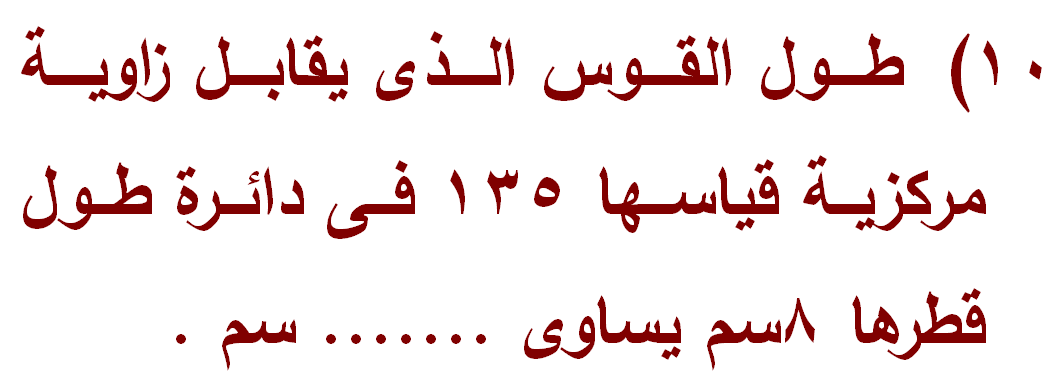 ١٠) طول القوس الذى يقابل زاوية
مركزية قياسها ١٣٥ فى دائرة طول
قطرها ٨سم يساوى ....... سم .